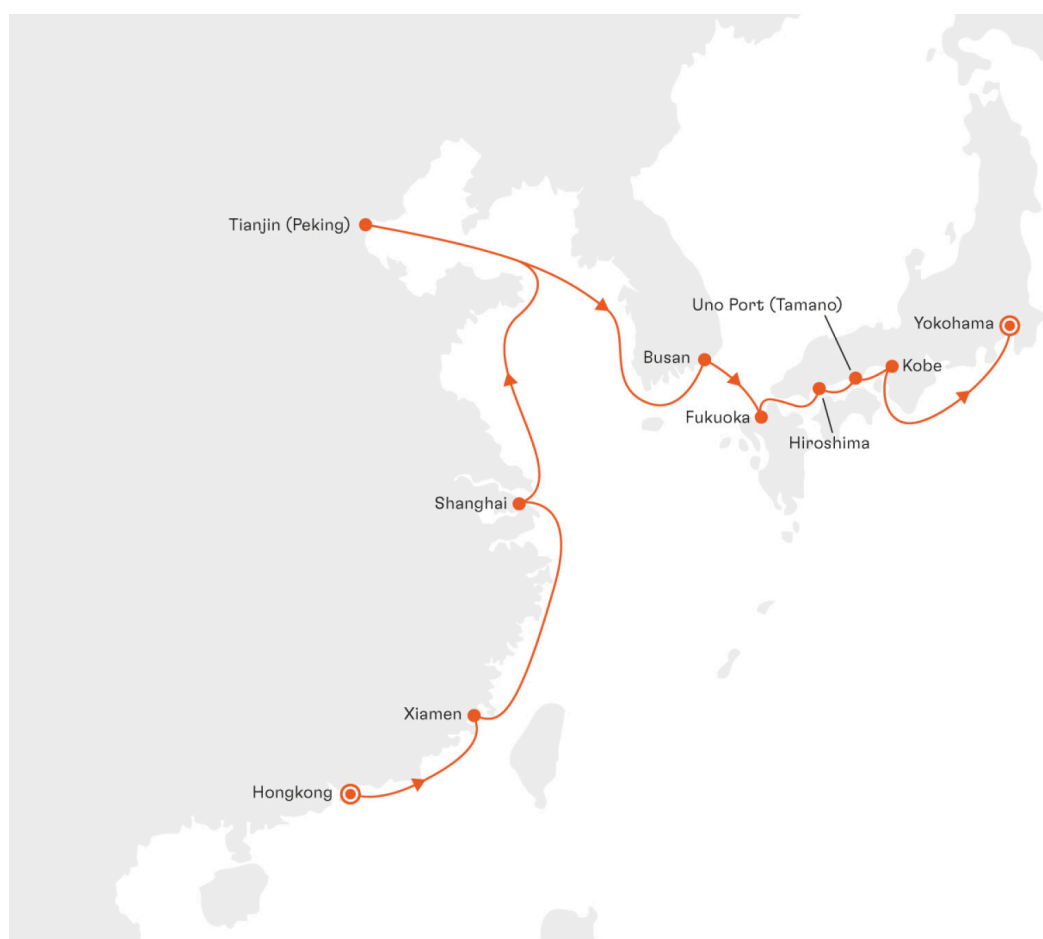 Tianjin (Peking)
Uno Port (Tamano)
Yokohama
Busan
Kobe
Fukuoka
Hiroshima
Shanghai
Xiamen
Hongkong